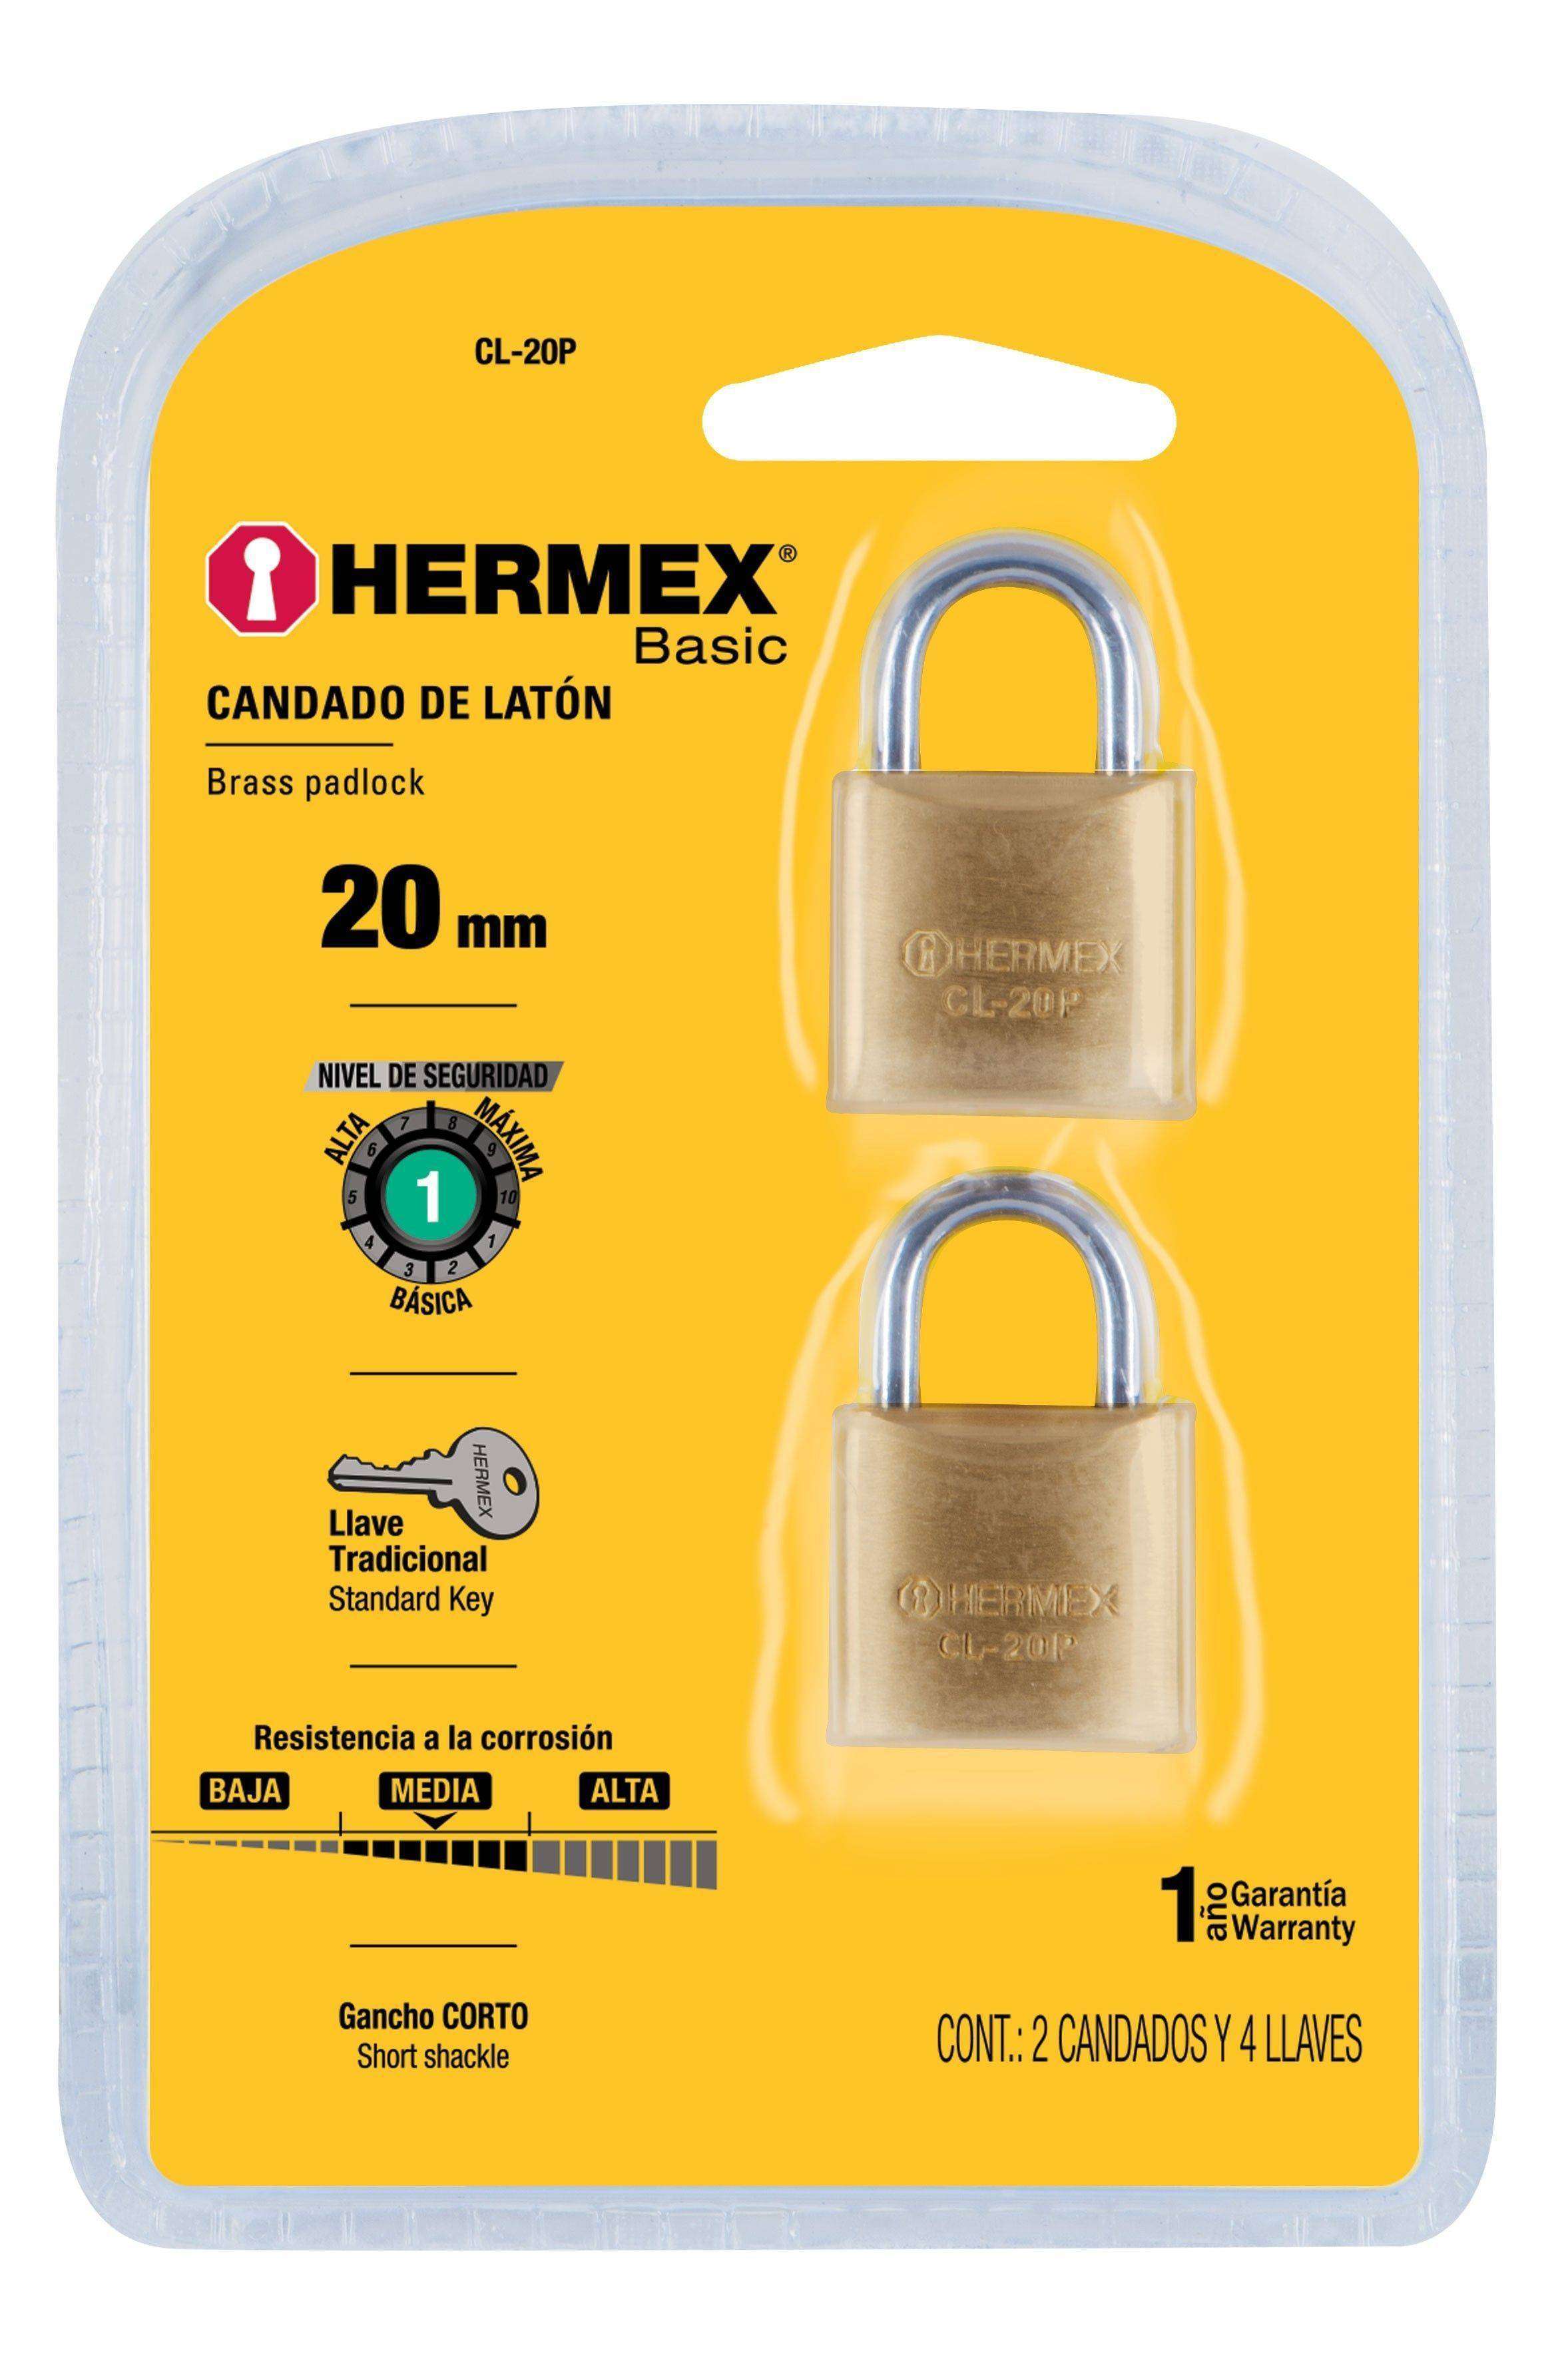 CL-20P
HERMEX®
Basic
CANDADO DE LATÓN
Brass padlock
20 mm
NIVEL DE SEGURIDAD
ALTA
MÁXIMA
7
8
6
9
5
1
10
4
1
3
2
BÁSICA
HERMEX
Llave
Tradicional
Standard Key
Resistencia a la corrosión
BAJA
MEDIA
ALTA
Gancho CORTO
Short shackle
HERMEX
CL-20P
HERMEX
CL-20P
1 año
Garantía
Warranty
CONT.: 2 CANDADOS Y 4 LLAVES